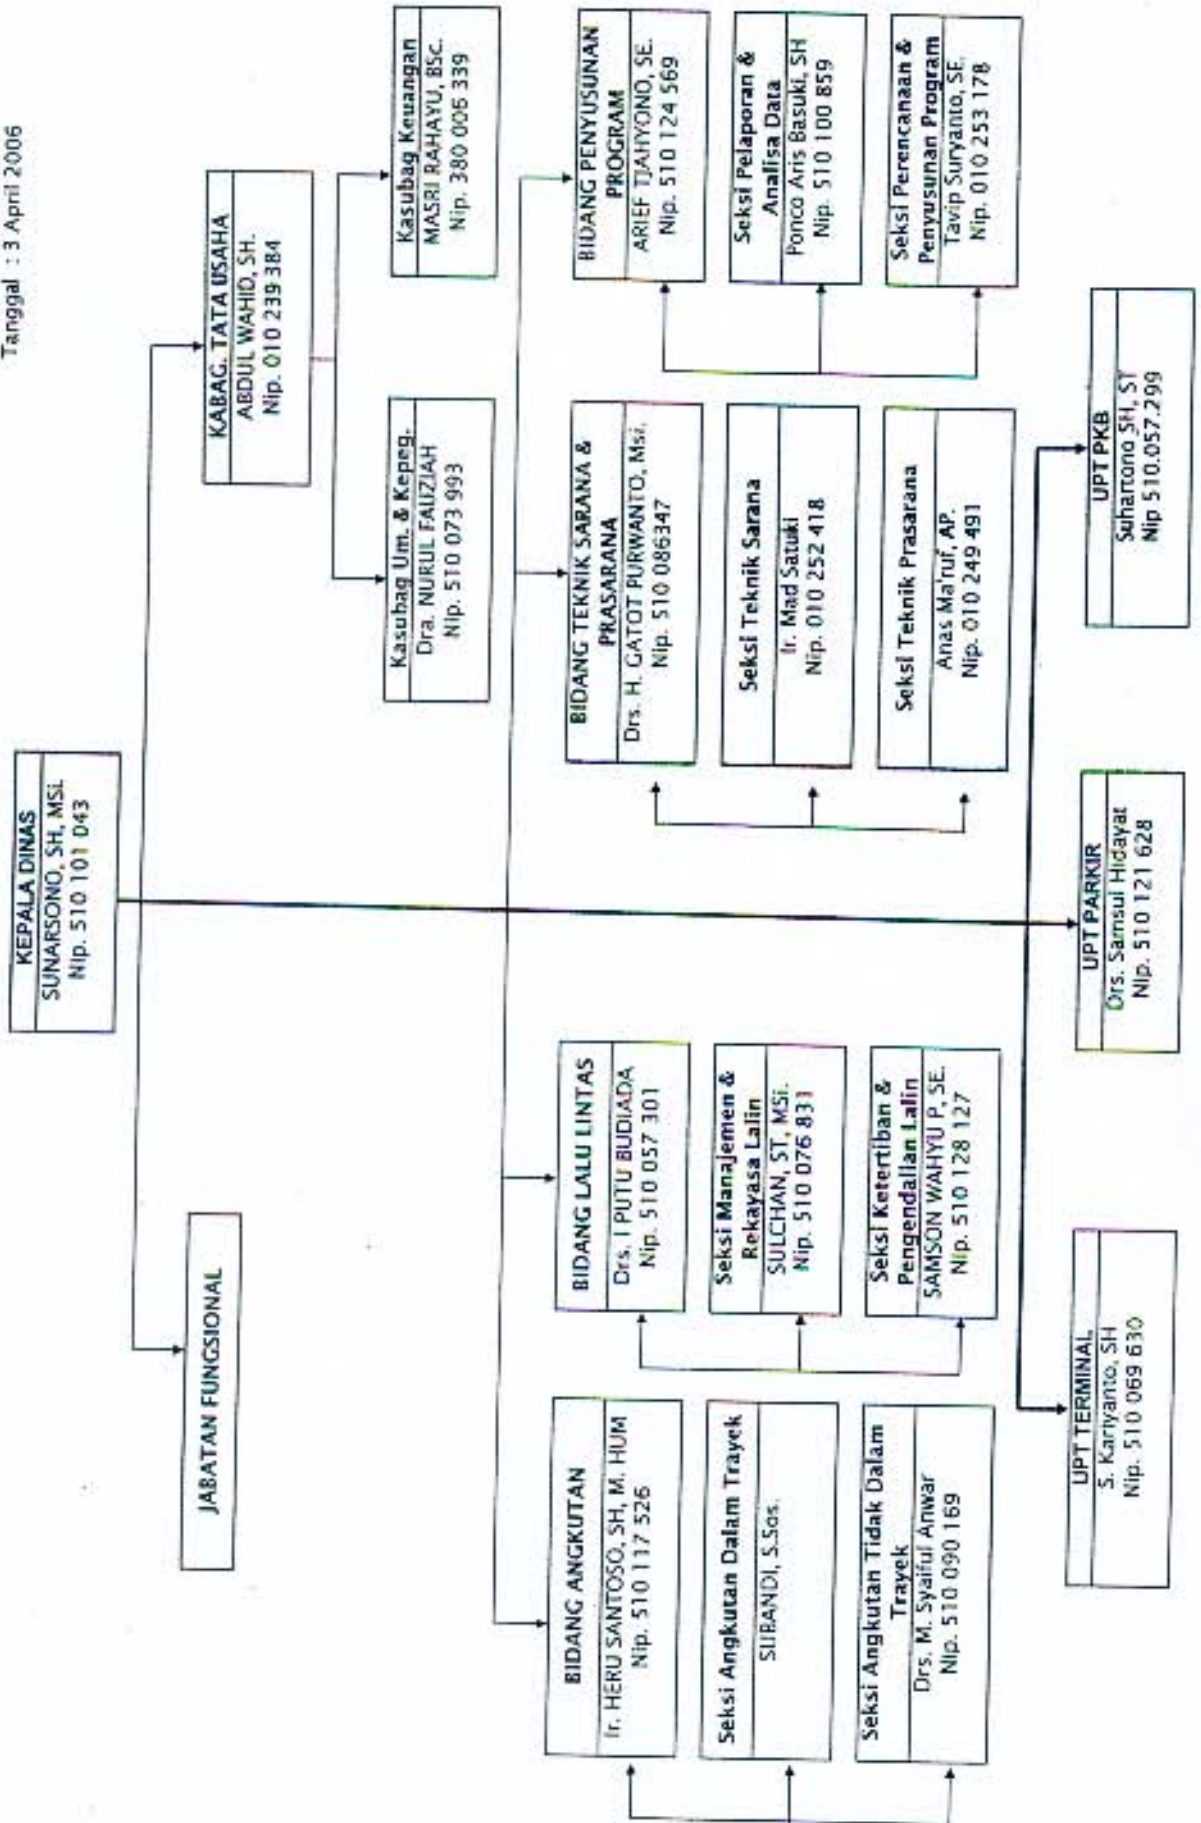 Tanggal : 3 April 2006
KEPALA DINAS
SUNARSONO, SH, MSi.
Nip. 510 101 043
JABATAN FUNGSIONAL
KABAG. TATA USAHA
ABDUL WAHID, SH.
Nip. 010 239 384
Kasubag Um. & Kepeg.
Dra. NURUL FAUZIAH
Nip. 510 073 993
Kasubag Keuangan
MASRI RAHAYU, BSc.
Nip. 380 006 339
BIDANG ANGKUTAN
Ir. HERU SANTOSO, SH, M. HUM
Nip. 510 117 526
Seksi Angkutan Dalam Trayek
SUBANDI, S.Sos.
Seksi Angkutan Tidak Dalam
Trayek
Drs. M. Syaiful Anwar
Nip. 510 090 169
BIDANG LALU LINTAS
Drs. I PUTU BUDIADA
Nip. 510 057 301
Seksi Manajemen &
Rekayasa Lalin
SULCHAN, ST, MSi.
Nip. 510 076 831
Seksi Ketertiban &
Pengendalian Lalin
SAMSON WAHYU P, SE.
Nip. 510 128 127
BIDANG TEKNIK SARANA &
PRASARANA
Drs. H. GATOT PURWANTO, Msi.
Nip. 510 086347
Seksi Teknik Sarana
Ir. Mad Satuki
Nip. 010 252 418
Seksi Teknik Prasarana
Anas Ma'ruf, AP.
Nip. 010 249 491
BIDANG PENYUSUNAN
PROGRAM
ARIEF TJAHYONO, SE.
Nip. 510 124 569
Seksi Pelaporan &
Analisa Data
Ponco Aris Basuki, SH
Nip. 510 100 859
Seksi Perencanaan &
Penyusunan Program
Tavip Suryanto, SE.
Nip. 010 253 178
UPT TERMINAL
S. Kariyanto, SH
Nip. 510 069 630
UPT PARKIR
Drs. Samsul Hidayat
Nip. 510 121 628
UPT PKB
Suhartono SH, ST
Nip 510.057.299